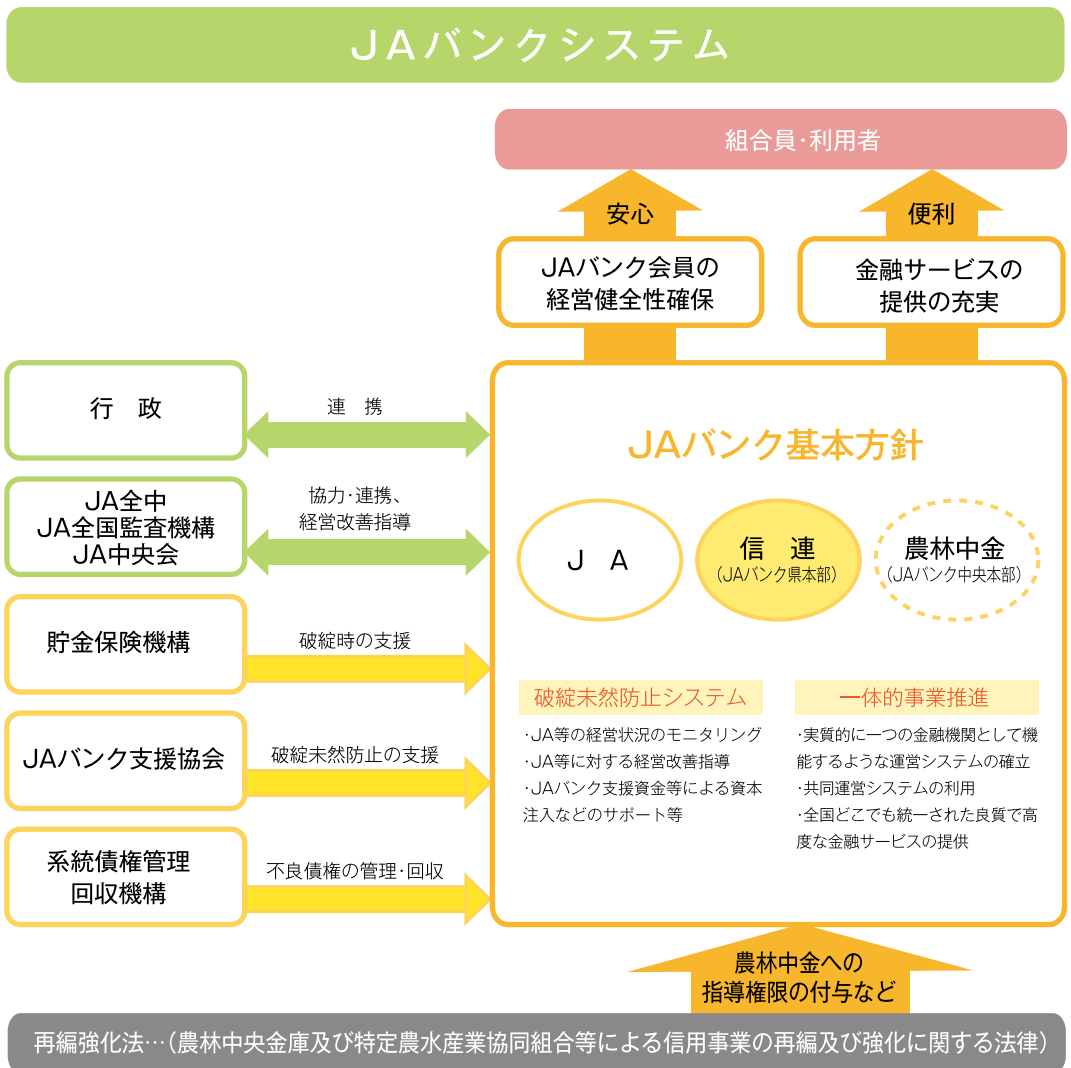 JAバンクシステム
組合員･利用者
安心
便利
JAバンク会員の
経営健全性確保
金融サービスの
提供の充実
行　政
連　携
JA全中
JA全国監査機構
JA中央会
協力･連携、
経営改善指導
貯金保険機構
破綻時の支援
JAバンク支援協会
破綻未然防止の支援
系統債権管理
回収機構
不良債権の管理･回収
JAバンク基本方針
J　A
信　連
（JAバンク県本部）
農林中金
（JAバンク中央本部）
破綻未然防止システム
･JA等の経営状況のモニタリング
･JA等に対する経営改善指導
･JAバンク支援資金等による資本
注入などのサポート等
一体的事業推進
･実質的に一つの金融機関として機
能するような運営システムの確立
･共同運営システムの利用
･全国どこでも統一された良質で高
度な金融サービスの提供
農林中金への
指導権限の付与など
再編強化法…（農林中央金庫及び特定農水産業協同組合等による信用事業の再編及び強化に関する法律）